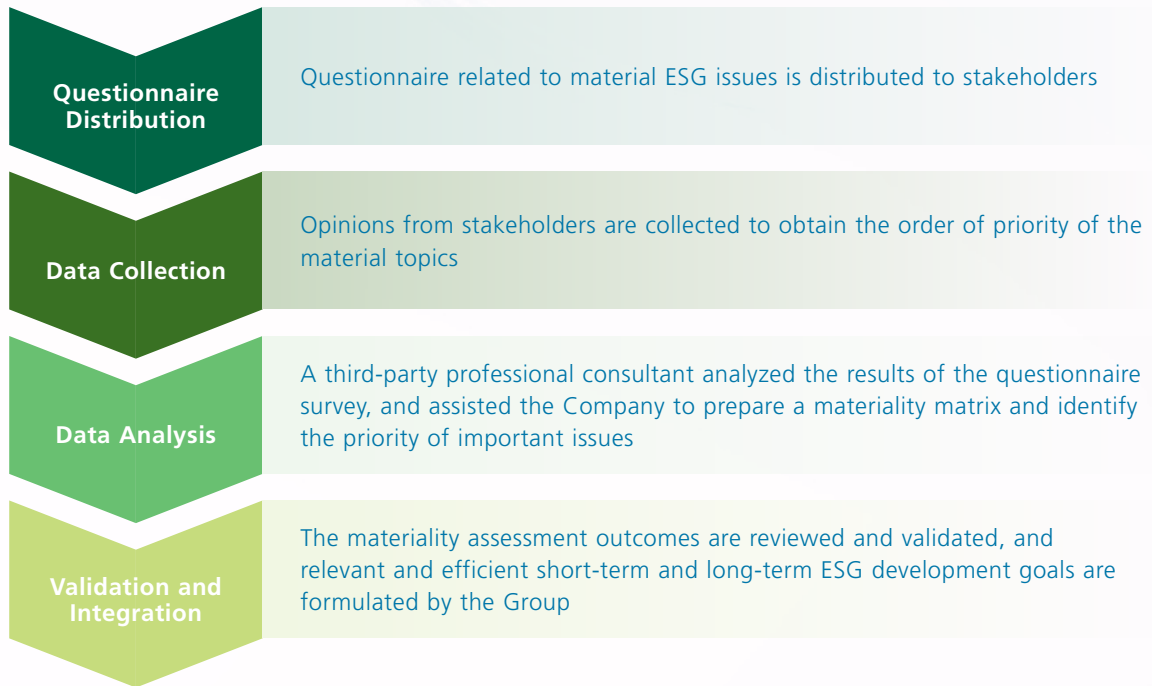 Questionnaire
Distribution
Questionnaire related to material ESG issues is distributed to stakeholders
Data Collection
Opinions from stakeholders are collected to obtain the order of priority of the
material topics
Data Analysis
A third-party professional consultant analyzed the results of the questionnaire
survey, and assisted the Company to prepare a materiality matrix and identify
the priority of important issues
Validation and
Integration
The materiality assessment outcomes are reviewed and validated, and
relevant and efficient short-term and long-term ESG development goals are
formulated by the Group